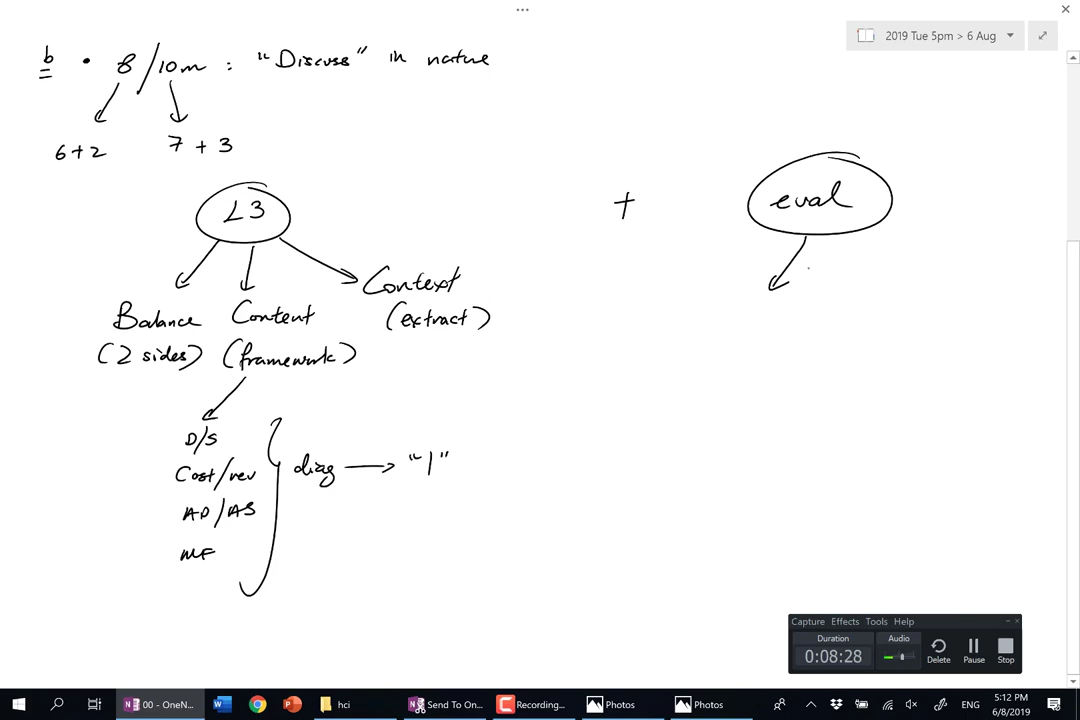 2019 Tue 5pm > 6 Aug
b • 8/10m : "Discuss" in nature
6+2 7 + 3
L3 + eval
Balance Content Context
(2 sides) (framework) (extract)
D/S
Cost/rev diag → "1"
AD/AS
MF
Capture Effects Tools Help
Duration Audio
0:08:28 Delete Pause Stop
00 - OneN... hci Send To On... Recording... Photos Photos ENG 5:12 PM
6/8/2019